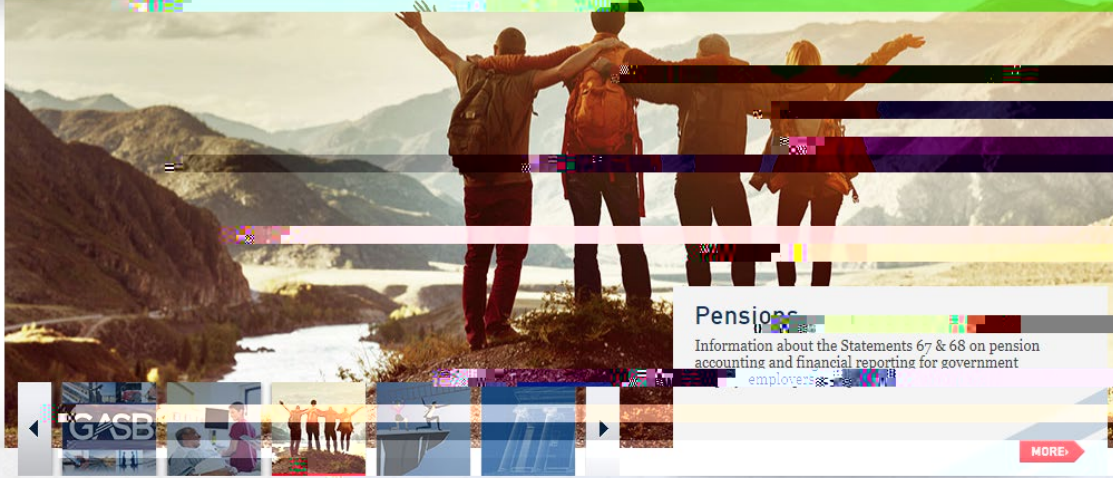 Pensions
Information about the Statements 67 & 68 on pension
accounting and financial reporting for government
employers
GASB
MORE›